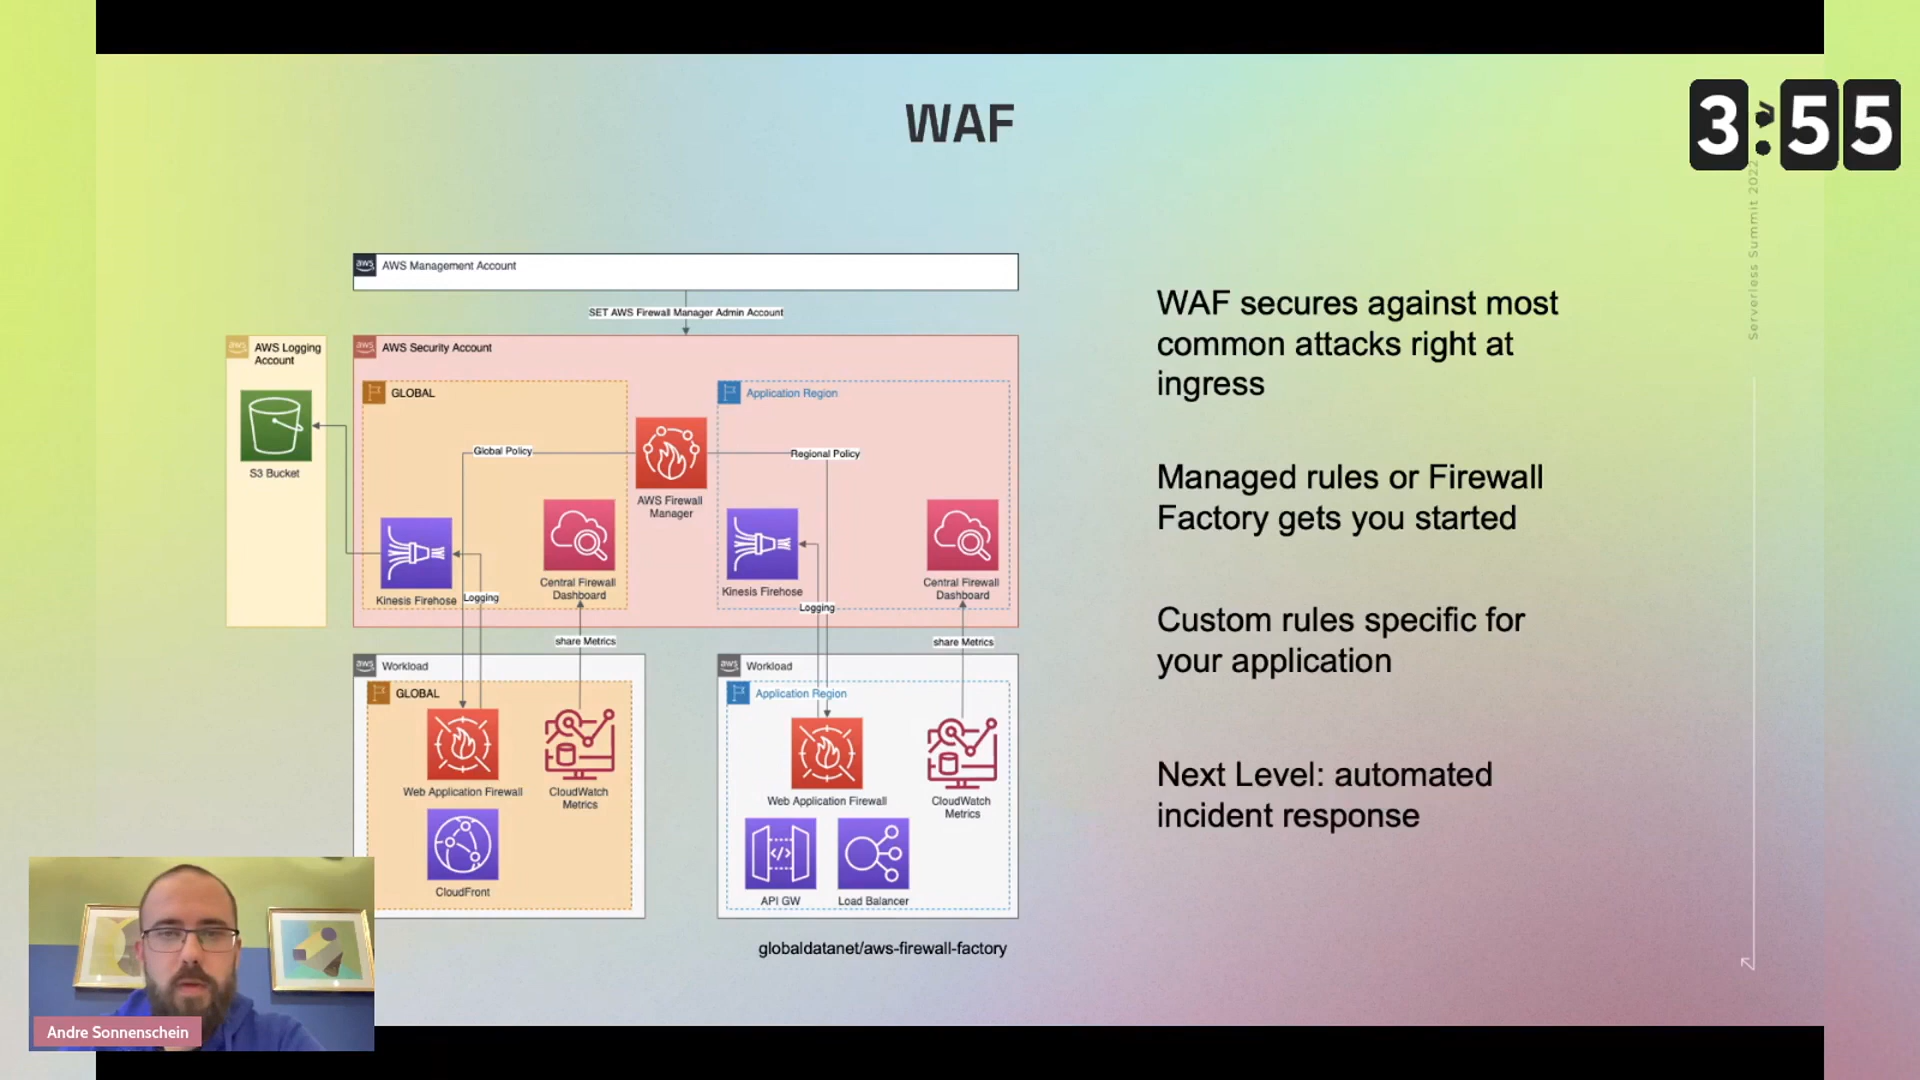 WAF
3:55
Serverless Summit 2022
aws AWS Management Account
SET AWS Firewall Manager Admin Account
aws AWS Logging
Account
S3 Bucket
aws AWS Security Account
GLOBAL
Global Policy
AWS Firewall
Manager
Application Region
Regional Policy
Kinesis Firehose
Logging
Central Firewall
Dashboard
Kinesis Firehose
Logging
Central Firewall
Dashboard
share Metrics
share Metrics
aws Workload
GLOBAL
Web Application Firewall
CloudWatch
Metrics
CloudFront
aws Workload
Application Region
Web Application Firewall
CloudWatch
Metrics
API GW
Load Balancer
globaldatanet/aws-firewall-factory
WAF secures against most
common attacks right at
ingress
Managed rules or Firewall
Factory gets you started
Custom rules specific for
your application
Next Level: automated
incident response
Andre Sonnenschein